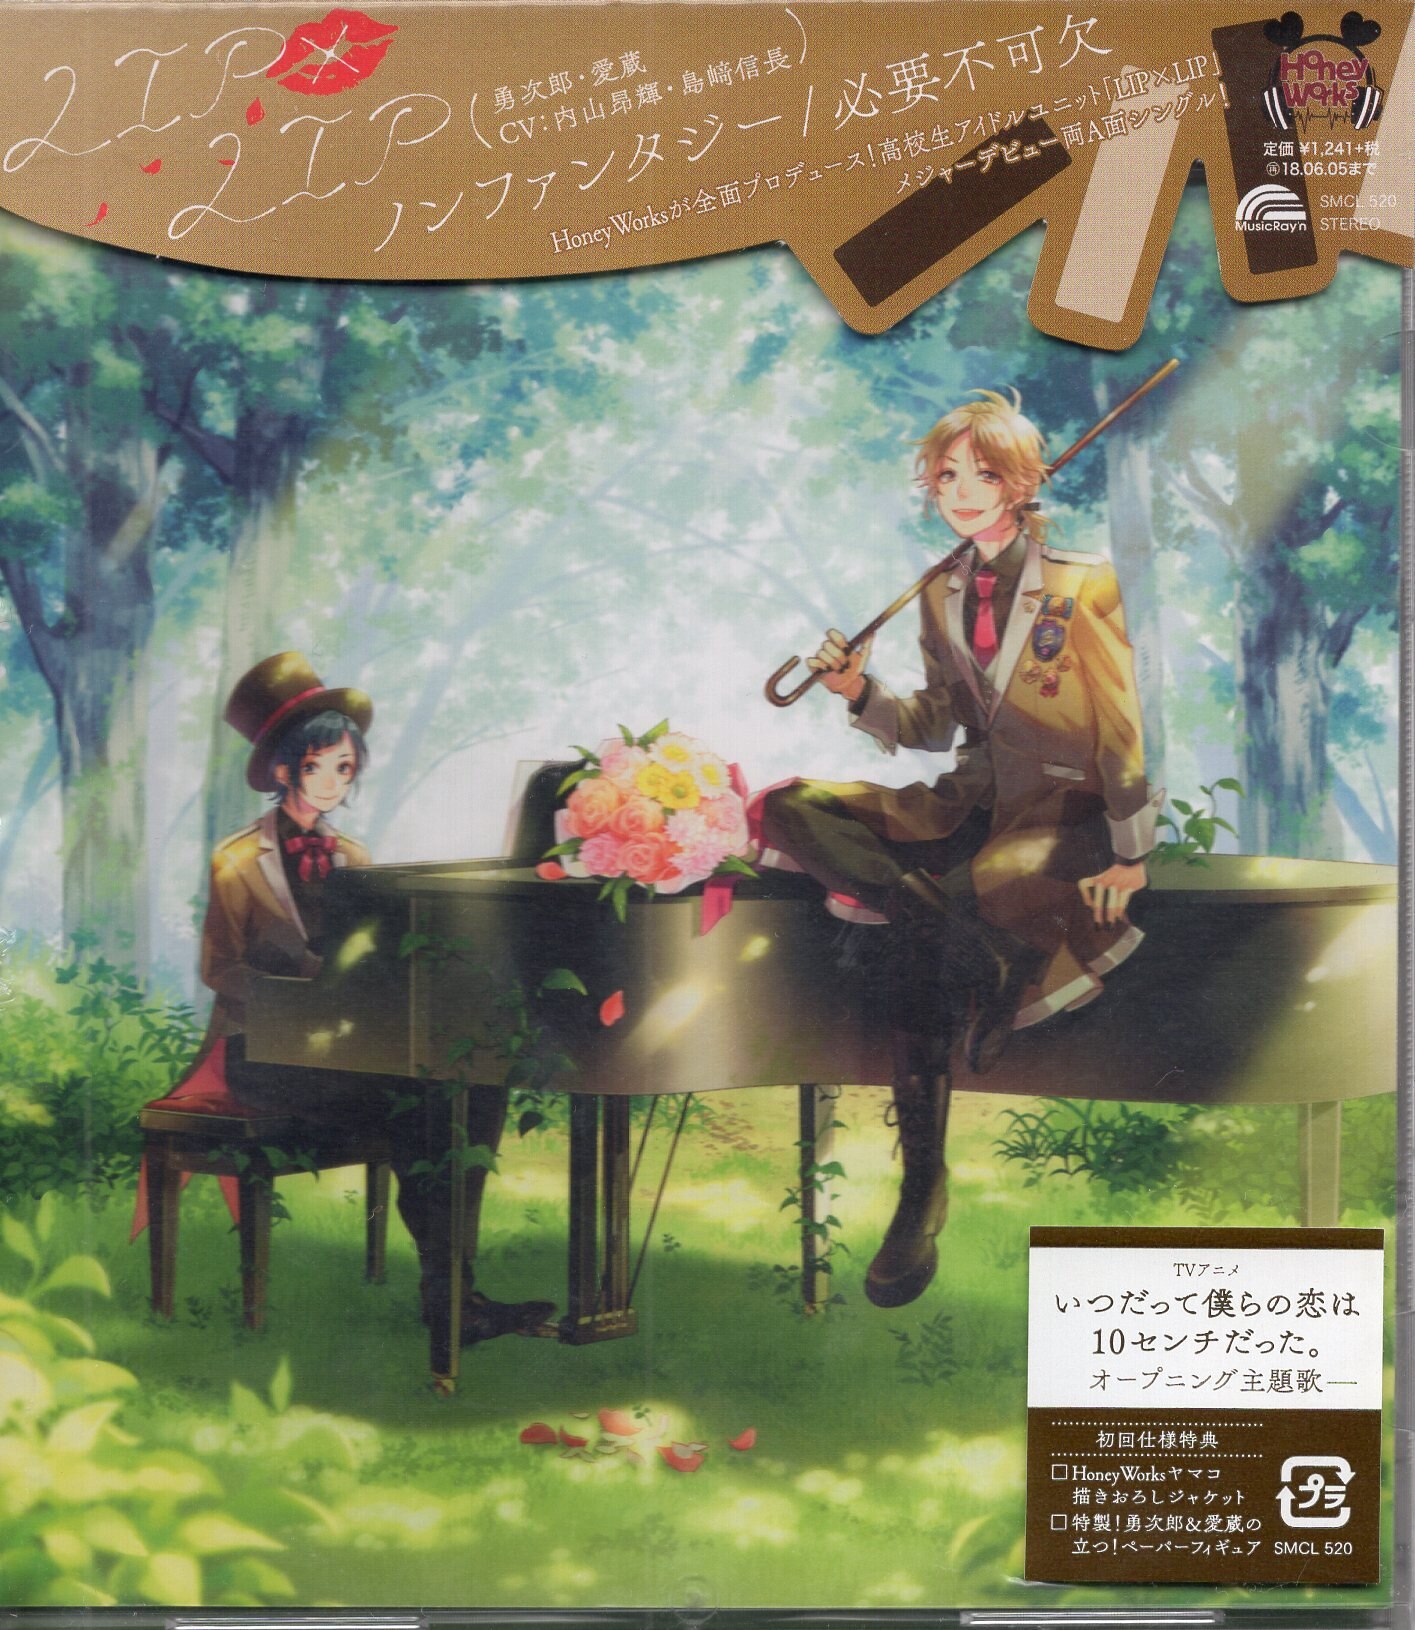 LIP×LIP
(勇次郎・愛蔵
CV:内山昂輝・島﨑信長)
ノンファンタジー/必要不可欠
HoneyWorksが全面プロデュース!高校生アイドルユニット「LIP×LIP」
メジャーデビュー両A面シングル!
Honey
Works
定価 ¥1,241+税
再18.06.05まで
MusicRay'n
SMCL 520
STEREO
TVアニメ
いつだって僕らの恋は
10センチだった。
オープニング主題歌―
初回仕様特典
□HoneyWorksヤマコ
描きおろしジャケット
□特製!勇次郎&愛蔵の
立つ!ペーパーフィギュア
プラ
SMCL 520